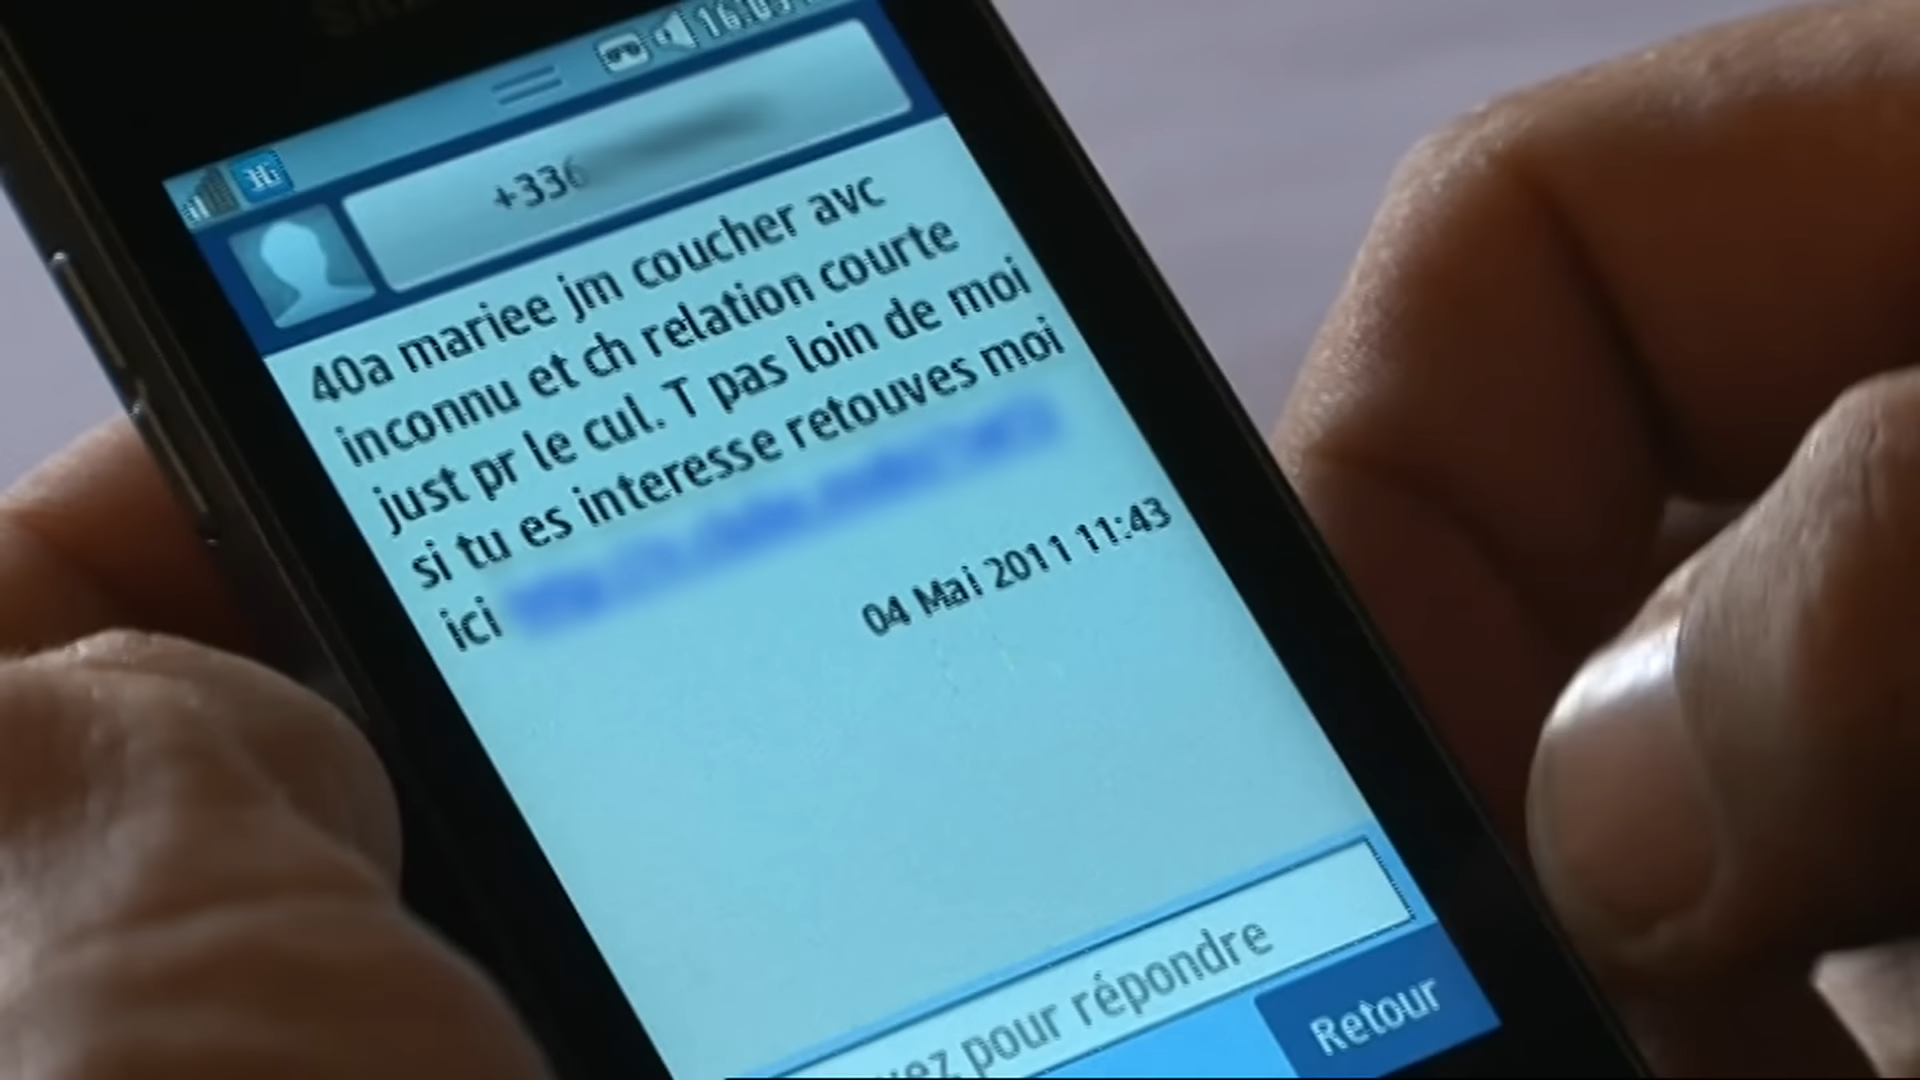 +336
40a mariee jm coucher avc
inconnu et ch relation courte
just pr le cul. T pas loin de moi
si tu es interesse retouves moi
ici
04 Mai 2011 11:43
pour répondre
Retour